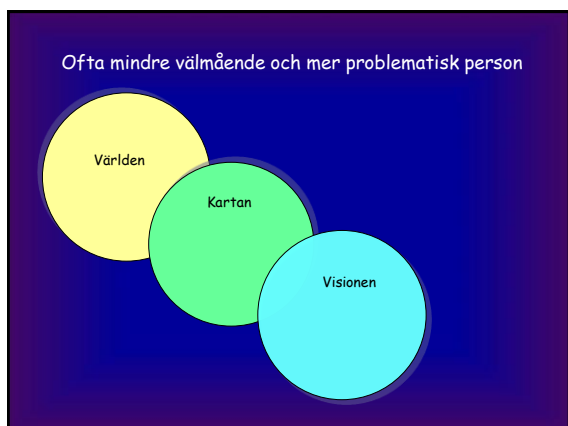 Ofta mindre välmående och mer problematisk person
Världen
Kartan
Visionen